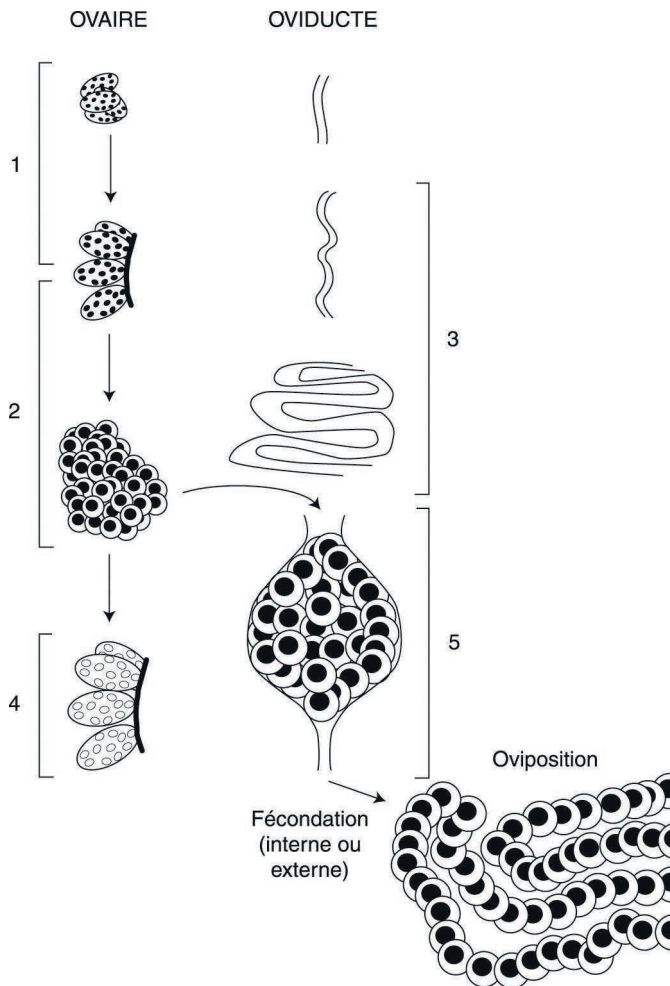 OVAIRE
OVIDUCTE
1
2
3
4
5
Oviposition
Fécondation
(interne ou
externe)